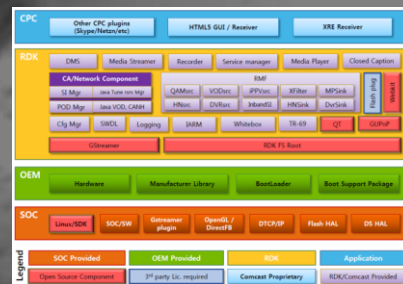 CPC
Other CPC plugins
(Skype/Netzn/etc)
HTML5 GUI / Receiver
XRE Receiver
RDK
DMS
Media Streamer
Recorder
Service manager
Media Player
Closed Caption
CA/Network Component
SI Mgr
Java Tune Mgr
POD Mgr
Java VOD, CANH
RMF
QAMsrc
VODsrc
iPPVsrc
XFilter
MPSink
HNsrc
DVRsrc
InbandSI
HNSink
DvrSink
Flash plug
Webkit
Cfg Mgr
SWDL
Logging
IARM
Whitebox
TR-69
QT
GUPnP
GStreamer
RDK FS Root
OEM
Hardware
Manufacturer Library
BootLoader
Boot Support Package
SOC
Linux/SDK
SOC/SW
Gstreamer
plugin
OpenGL /
DirectFB
DTCP/IP
Flash HAL
DS HAL
Legend
SOC Provided
OEM Provided
RDK
Application
Open Source Component
3rd party Lic. required
Comcast Proprietary
RDK/Comcast Provided